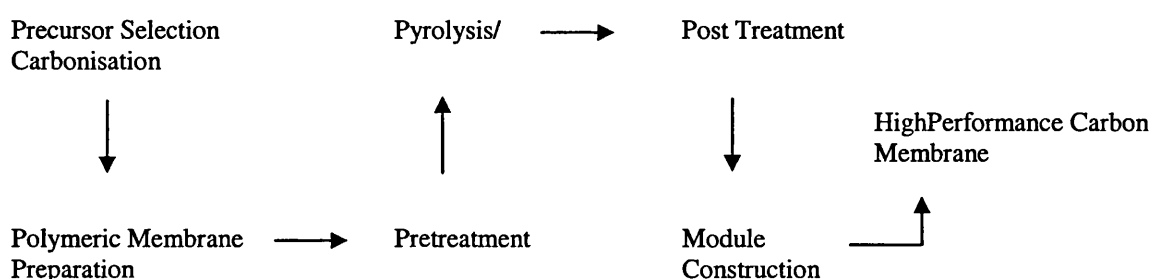 Precursor Selection
Carbonisation
Pyrolysis/
Post Treatment
HighPerformance Carbon
Membrane
Polymeric Membrane
Preparation
Pretreatment
Module
Construction